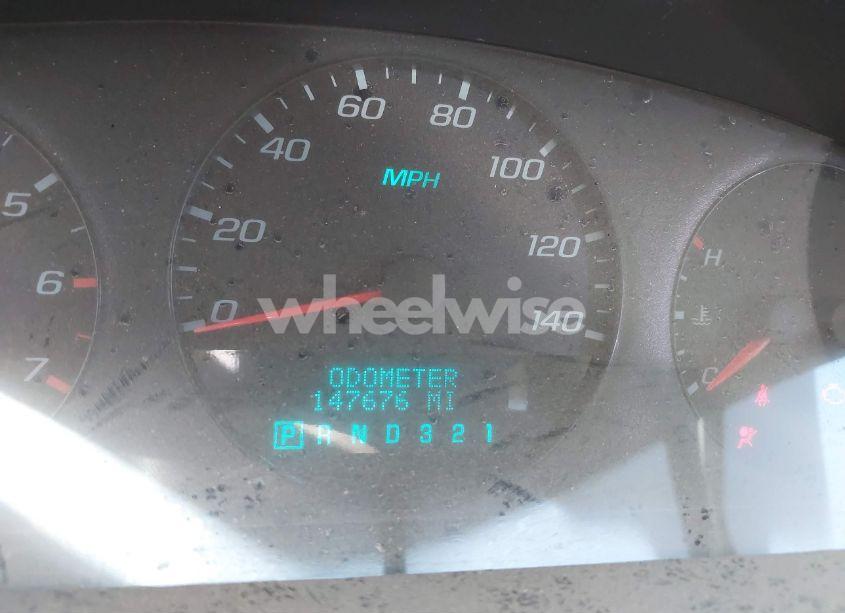 60 80
40 100
MPH
5
20 120
6 H
0 140
wheelwise
7 C
ODOMETER
147676 MI
P R N D 3 2 1